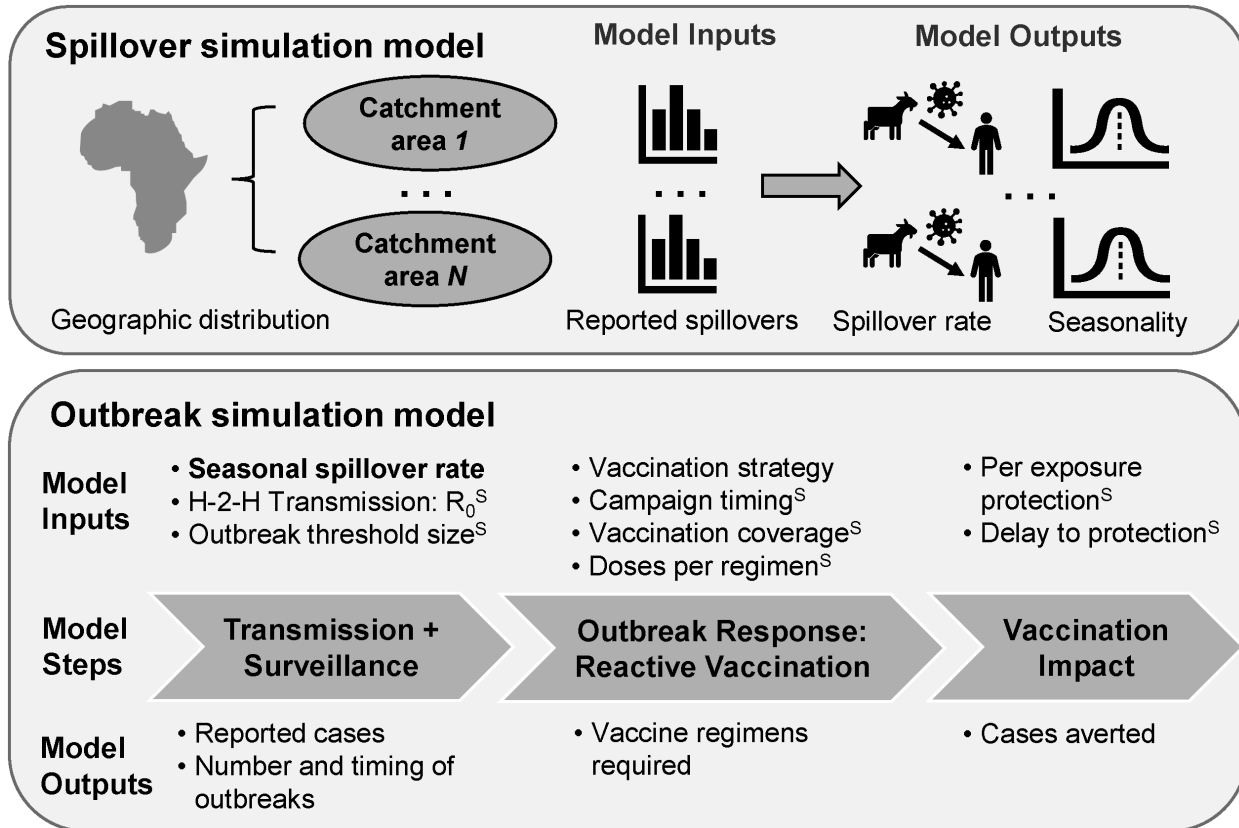 Spillover simulation model
Model Inputs
Model Outputs
Catchment
area 1
. . .
Catchment
area N
. . .
. . .
Geographic distribution
Reported spillovers
Spillover rate
Seasonality
Outbreak simulation model
Model
Inputs
• Seasonal spillover rate
• H-2-H Transmission: R₀ˢ
• Outbreak threshold sizeˢ
• Vaccination strategy
• Campaign timingˢ
• Vaccination coverageˢ
• Doses per regimenˢ
• Per exposure
protectionˢ
• Delay to protectionˢ
Model
Steps
Transmission +
Surveillance
Outbreak Response:
Reactive Vaccination
Vaccination
Impact
Model
Outputs
• Reported cases
• Number and timing of
outbreaks
• Vaccine regimens
required
• Cases averted